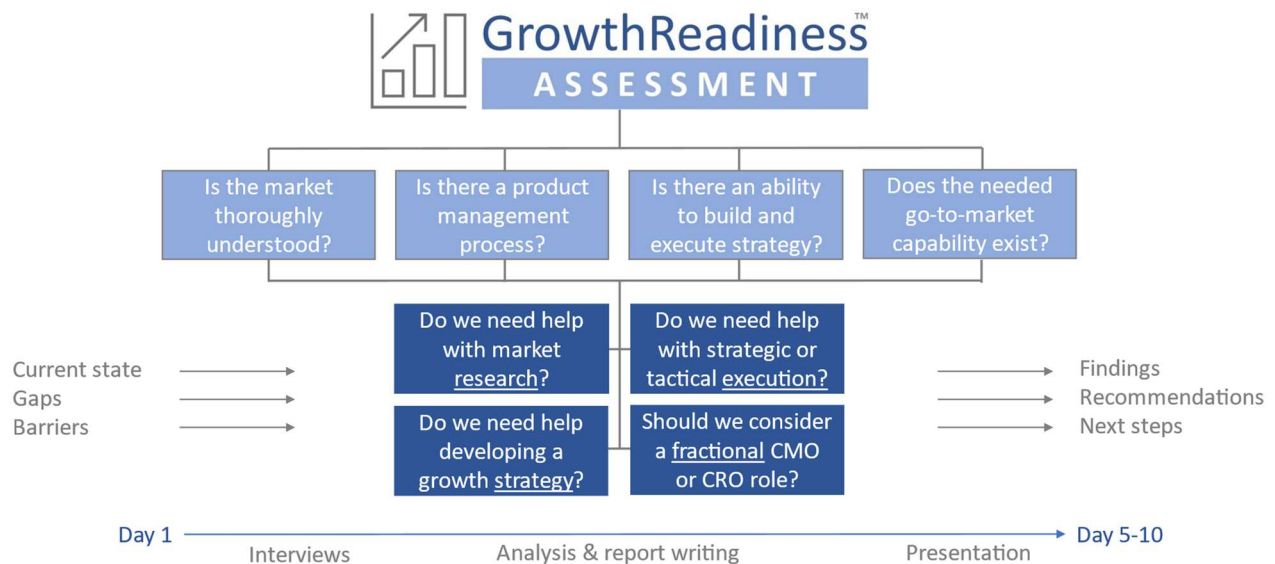 GrowthReadiness™
ASSESSMENT
Is the market
thoroughly
understood?
Is there a product
management
process?
Is there an ability
to build and
execute strategy?
Does the needed
go-to-market
capability exist?
Do we need help
with market
research?
Do we need help
with strategic or
tactical execution?
Current state
Gaps
Barriers
Findings
Recommendations
Next steps
Do we need help
developing a
growth strategy?
Should we consider
a fractional CMO
or CRO role?
Day 1
Day 5-10
Interviews
Analysis & report writing
Presentation